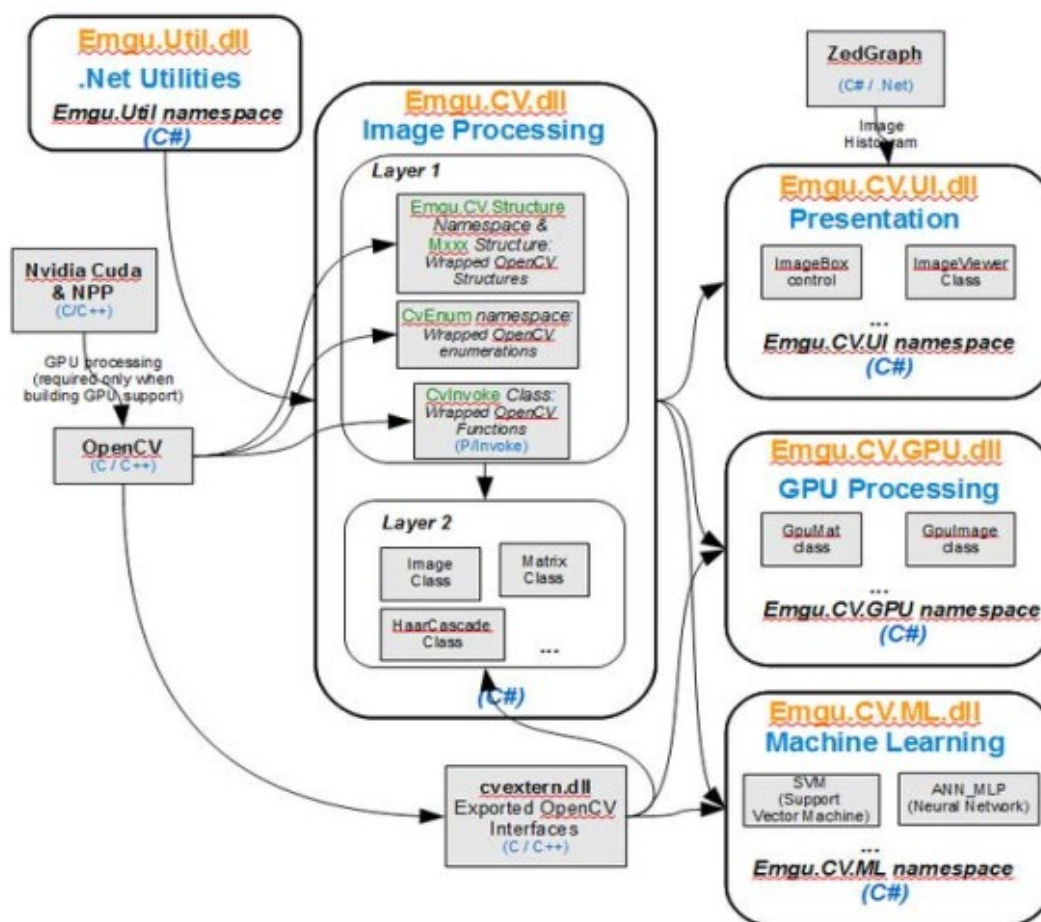 Emgu.Util.dll
.Net Utilities
Emgu.Util namespace
(C#)
Nvidia Cuda
& NPP
(C/C++)
GPU processing
(required only when
building GPU support)
OpenCV
(C / C++)
Emgu.CV.dll
Image Processing
Layer 1
Emgu.CV.Structure
Namespace &
Mxxx Structure:
Wrapped OpenCV
Structures
CvEnum namespace:
Wrapped OpenCV
enumerations
CvInvoke Class:
Wrapped OpenCV
Functions
(P/Invoke)
Layer 2
Image
Class
Matrix
Class
HaarCascade
Class
...
(C#)
cvextern.dll
Exported OpenCV
Interfaces
(C / C++)
ZedGraph
(C# / .Net)
Image
Histogram
Emgu.CV.UI.dll
Presentation
ImageBox
control
ImageViewer
Class
...
Emgu.CV.UI namespace
(C#)
Emgu.CV.GPU.dll
GPU Processing
GpuMat
class
GpuImage
class
...
Emgu.CV.GPU namespace
(C#)
Emgu.CV.ML.dll
Machine Learning
SVM
(Support
Vector Machine)
ANN_MLP
(Neural Network)
...
Emgu.CV.ML namespace
(C#)